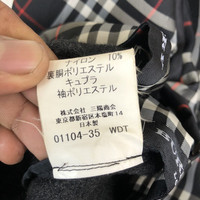 ナイロン 10%
裏胴ポリエステル
キュプラ
袖ポリエステル
株式会社 三陽商会
東京都新宿区本塩町14
日本製
01104-35 WDT